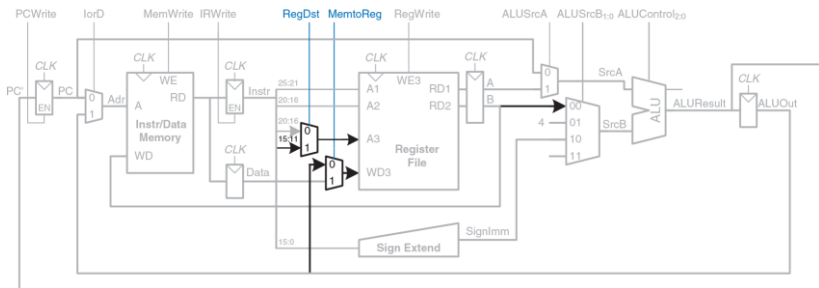 PCWrite IorD MemWrite IRWrite RegDst MemtoReg RegWrite ALUSrcA ALUSrcB1:0 ALUControl2:0
CLK CLK CLK CLK CLK CLK
PC' PC EN
0 1 Adr
WE
A RD
Instr/Data
Memory
WD
EN Instr
CLK
Data
25:21
20:16
20:16
15:11
15:0
0
1
0
1
A1 WE3 RD1
A2 RD2
A3
Register
File
WD3
A
B
0
1
SrcA
4
00
01
10
11
SrcB
ALU
ALUResult
ALUOut
SignImm
Sign Extend